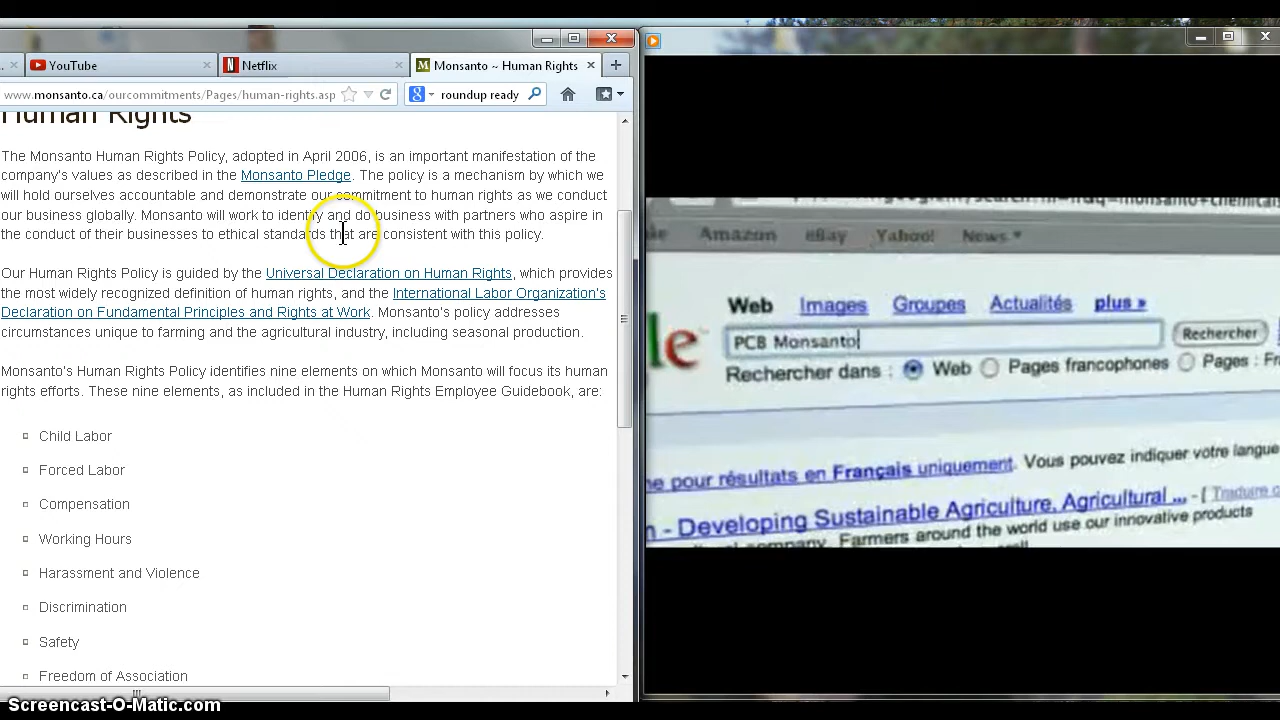 YouTube
Netflix
Monsanto ~ Human Rights
www.monsanto.ca/ourcommitments/Pages/human-rights.asp
roundup ready
Human Rights
The Monsanto Human Rights Policy, adopted in April 2006, is an important manifestation of the
company's values as described in the Monsanto Pledge. The policy is a mechanism by which we
will hold ourselves accountable and demonstrate our commitment to human rights as we conduct
our business globally. Monsanto will work to identify and do business with partners who aspire in
the conduct of their businesses to ethical standards that are consistent with this policy.
Our Human Rights Policy is guided by the Universal Declaration on Human Rights, which provides
the most widely recognized definition of human rights, and the International Labor Organization's
Declaration on Fundamental Principles and Rights at Work. Monsanto's policy addresses
circumstances unique to farming and the agricultural industry, including seasonal production.
Monsanto's Human Rights Policy identifies nine elements on which Monsanto will focus its human
rights efforts. These nine elements, as included in the Human Rights Employee Guidebook, are:
Child Labor
Forced Labor
Compensation
Working Hours
Harassment and Violence
Discrimination
Safety
Freedom of Association
Screencast-O-Matic.com
Amazon eBay Yahoo! News
Web Images Groupes Actualités plus »
le
PCB Monsanto
Rechercher
Rechercher dans : Web Pages francophones Pages : Fr
pour résultats en Français uniquement. Vous pouvez indiquer votre langue
- Developing Sustainable Agriculture, Agricultural ... - [
company. Farmers around the world use our innovative products